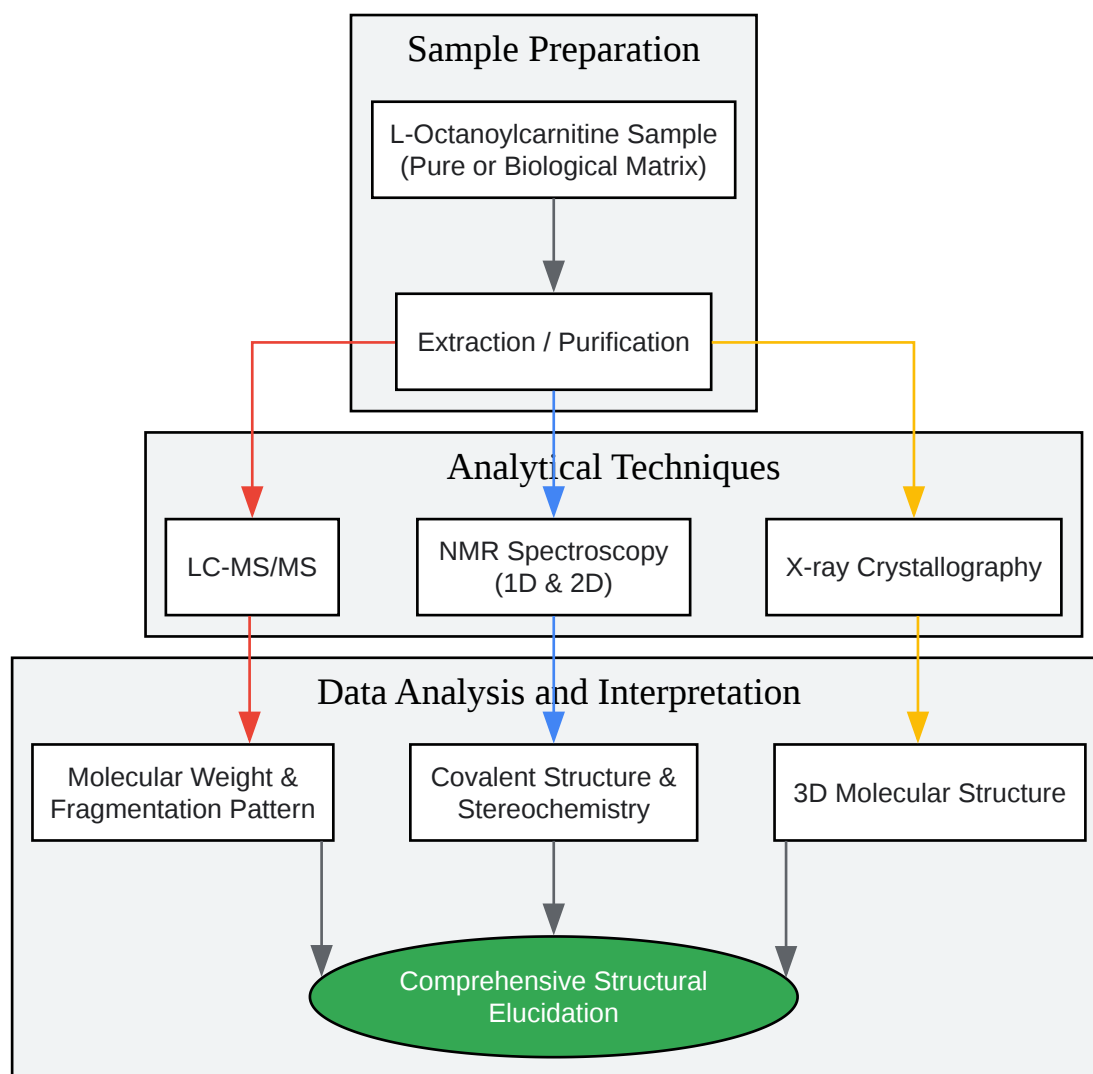 Sample Preparation
L-Octanoylcarnitine Sample
(Pure or Biological Matrix)
Extraction / Purification
Analytical Techniques
LC-MS/MS
NMR Spectroscopy
(1D & 2D)
X-ray Crystallography
Data Analysis and Interpretation
Molecular Weight &
Fragmentation Pattern
Covalent Structure &
Stereochemistry
3D Molecular Structure
Comprehensive Structural
Elucidation